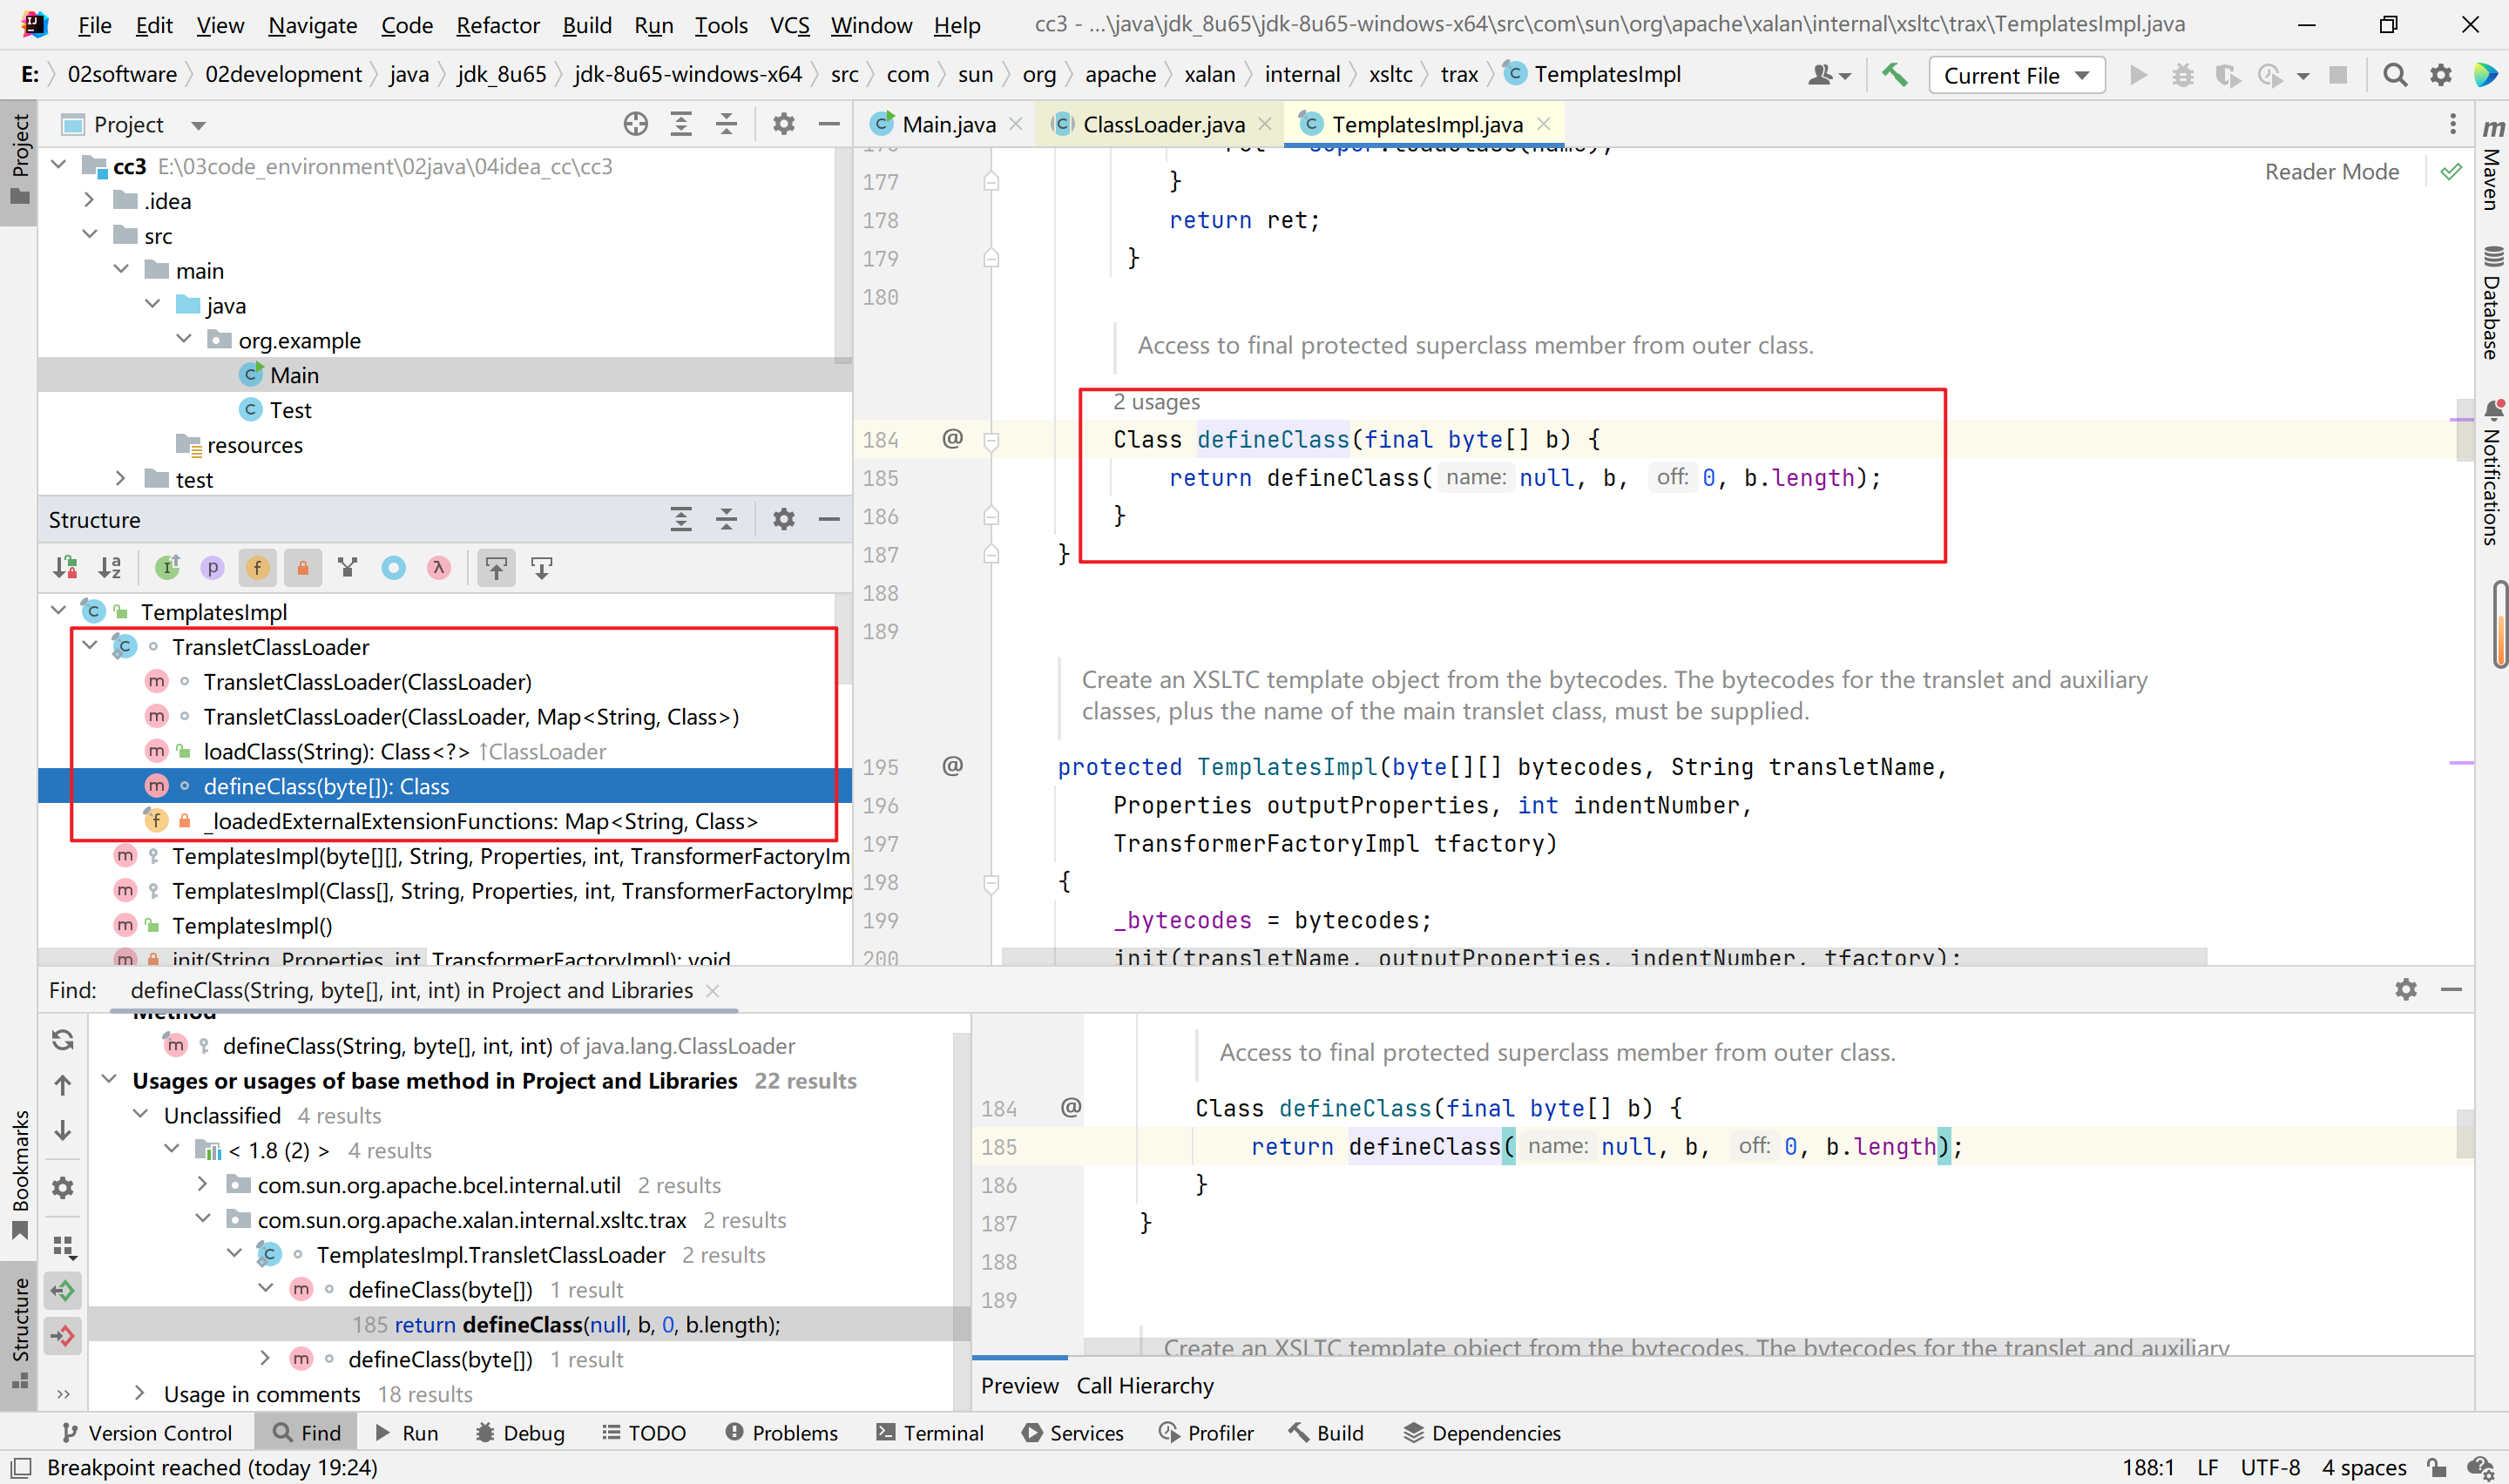 File Edit View Navigate Code Refactor Build Run Tools VCS Window Help cc3 - ...\java\jdk_8u65\jdk-8u65-windows-x64\src\com\sun\org\apache\xalan\internal\xsltc\trax\TemplatesImpl.java
E: 02software 02development java jdk_8u65 jdk-8u65-windows-x64 src com sun org apache xalan internal xsltc trax TemplatesImpl Current File
Project
Project
cc3 E:\03code_environment\02java\04idea_cc\cc3
.idea
src
main
java
org.example
Main
Test
resources
test
Structure
TemplatesImpl
TransletClassLoader
TransletClassLoader(ClassLoader)
TransletClassLoader(ClassLoader, Map<String, Class>)
loadClass(String): Class<?> ↑ClassLoader
defineClass(byte[]): Class
_loadedExternalExtensionFunctions: Map<String, Class>
TemplatesImpl(byte[][], String, Properties, int, TransformerFactoryIm
TemplatesImpl(Class[], String, Properties, int, TransformerFactoryImp
TemplatesImpl()
init(String, Properties, int, TransformerFactoryImpl): void
Main.java ClassLoader.java TemplatesImpl.java
Reader Mode
177 }
178 return ret;
179 }
180
Access to final protected superclass member from outer class.
2 usages
184 @ Class defineClass(final byte[] b) {
185 return defineClass( name: null, b, off: 0, b.length);
186 }
187 }
188
189
Create an XSLTC template object from the bytecodes. The bytecodes for the translet and auxiliary
classes, plus the name of the main translet class, must be supplied.
195 @ protected TemplatesImpl(byte[][] bytecodes, String transletName,
196 Properties outputProperties, int indentNumber,
197 TransformerFactoryImpl tfactory)
198 {
199 _bytecodes = bytecodes;
200 init(transletName, outputProperties, indentNumber, tfactory);
Maven
Database
Notifications
Find: defineClass(String, byte[], int, int) in Project and Libraries
Method
defineClass(String, byte[], int, int) of java.lang.ClassLoader
Usages or usages of base method in Project and Libraries 22 results
Unclassified 4 results
< 1.8 (2) > 4 results
com.sun.org.apache.bcel.internal.util 2 results
com.sun.org.apache.xalan.internal.xsltc.trax 2 results
TemplatesImpl.TransletClassLoader 2 results
defineClass(byte[]) 1 result
185 return defineClass(null, b, 0, b.length);
defineClass(byte[]) 1 result
Usage in comments 18 results
Bookmarks
Structure
Access to final protected superclass member from outer class.
184 @ Class defineClass(final byte[] b) {
185 return defineClass( name: null, b, off: 0, b.length);
186 }
187 }
188
189
Create an XSLTC template object from the bytecodes. The bytecodes for the translet and auxiliary
Preview Call Hierarchy
Version Control Find Run Debug TODO Problems Terminal Services Profiler Build Dependencies
Breakpoint reached (today 19:24) 188:1 LF UTF-8 4 spaces